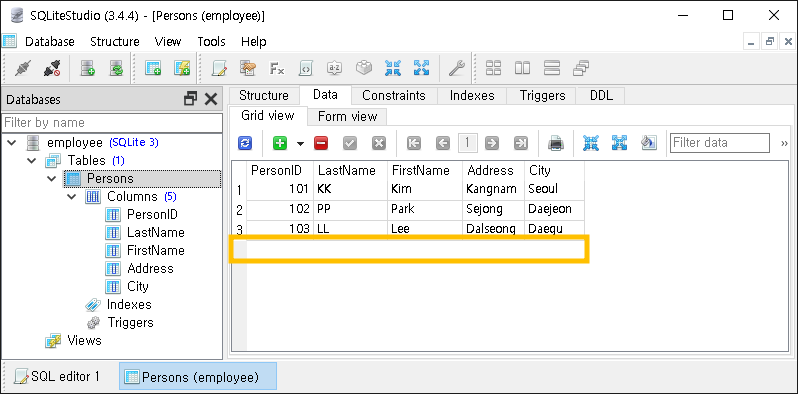 SQLiteStudio (3.4.4) - [Persons (employee)]
Database Structure View Tools Help
Databases
Filter by name
employee (SQLite 3)
Tables (1)
Persons
Columns (5)
PersonID
LastName
FirstName
Address
City
Indexes
Triggers
Views
Structure Data Constraints Indexes Triggers DDL
Grid view Form view
1 Filter data »
PersonID LastName FirstName Address City
1 101 KK Kim Kangnam Seoul
2 102 PP Park Sejong Daejeon
3 103 LL Lee Dalseong Daegu
SQL editor 1 Persons (employee)